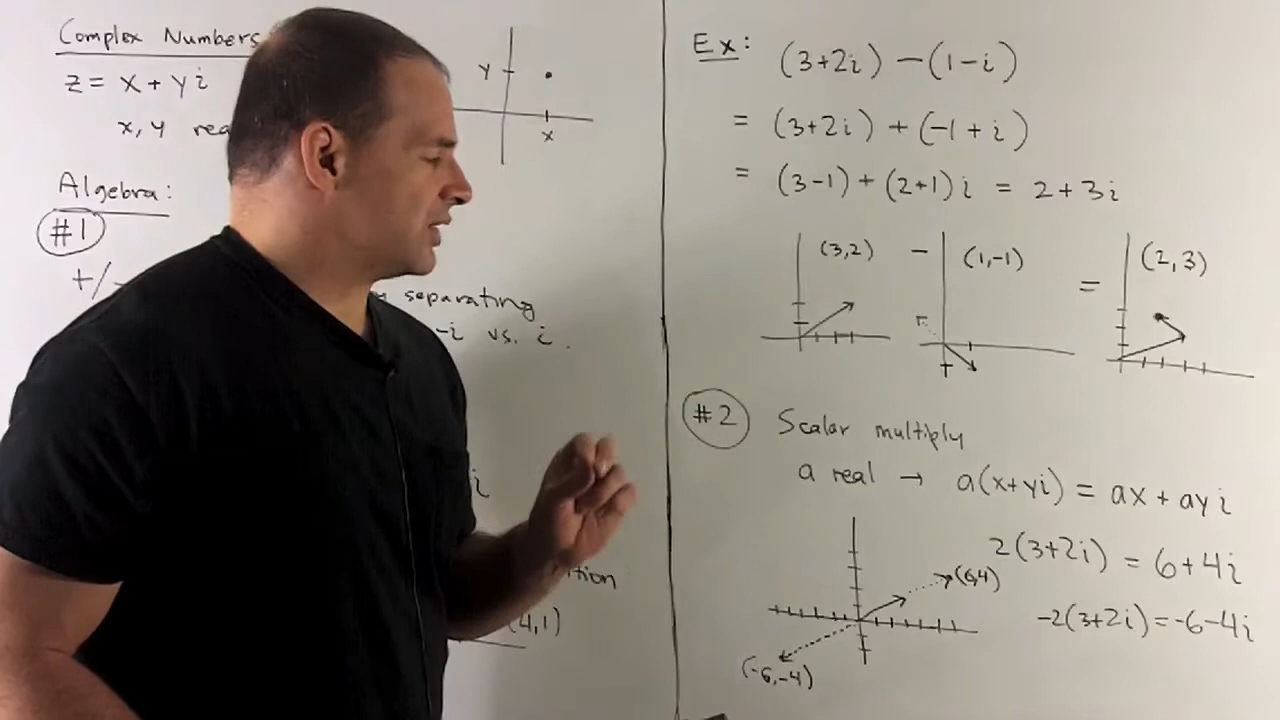 Complex Numbers
z = x + yi
x, y
Algebra:
#1
+/-
separating
vs. i.
i
(4,1)
y
x
Ex: (3+2i) - (1-i)
= (3+2i) + (-1+i)
= (3-1) + (2+1)i = 2+3i
(3,2) - (1,-1) = (2,3)
#2 Scalar multiply
a real → a(x+yi) = ax + ayi
2(3+2i) = 6+4i
(6,4)
-2(3+2i) = -6-4i
(-6,-4)